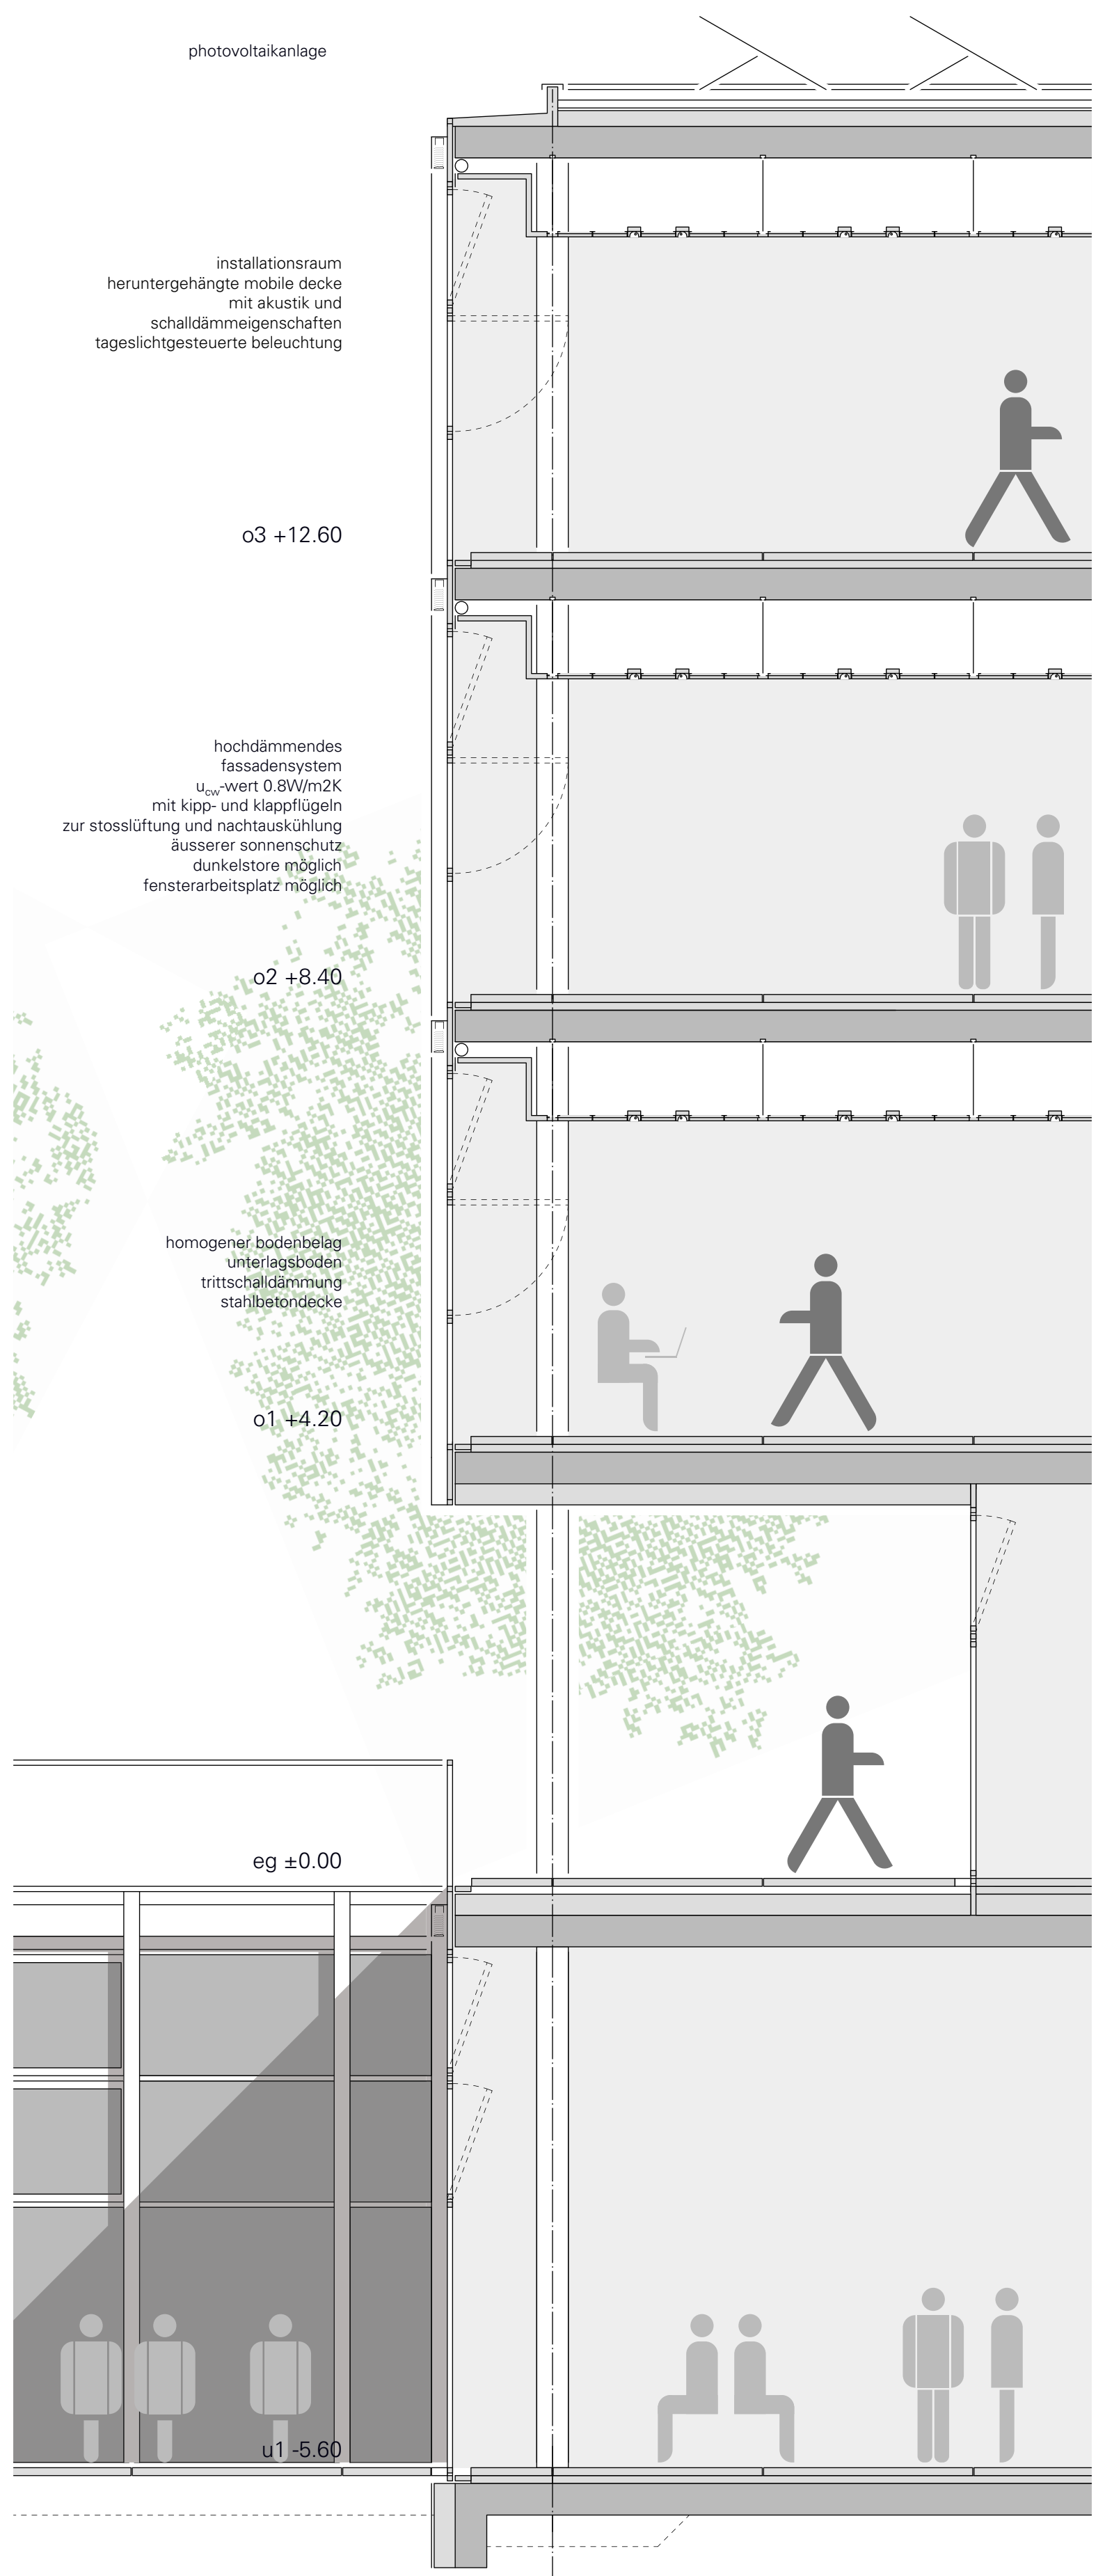 photovoltaikanlage
installationsraum
heruntergehängte mobile decke
mit akustik und
schalldämmeigenschaften
tageslichtgesteuerte beleuchtung
o3 +12.60
hochdämmendes
fassadensystem
u_cw-wert 0.8W/m2K
mit kipp- und klappflügeln
zur stosslüftung und nachtauskühlung
äusserer sonnenschutz
dunkelstore möglich
fensterarbeitsplatz möglich
o2 +8.40
homogener bodenbelag
unterlagsboden
trittschalldämmung
stahlbetondecke
o1 +4.20
eg ±0.00
u1 -5.60